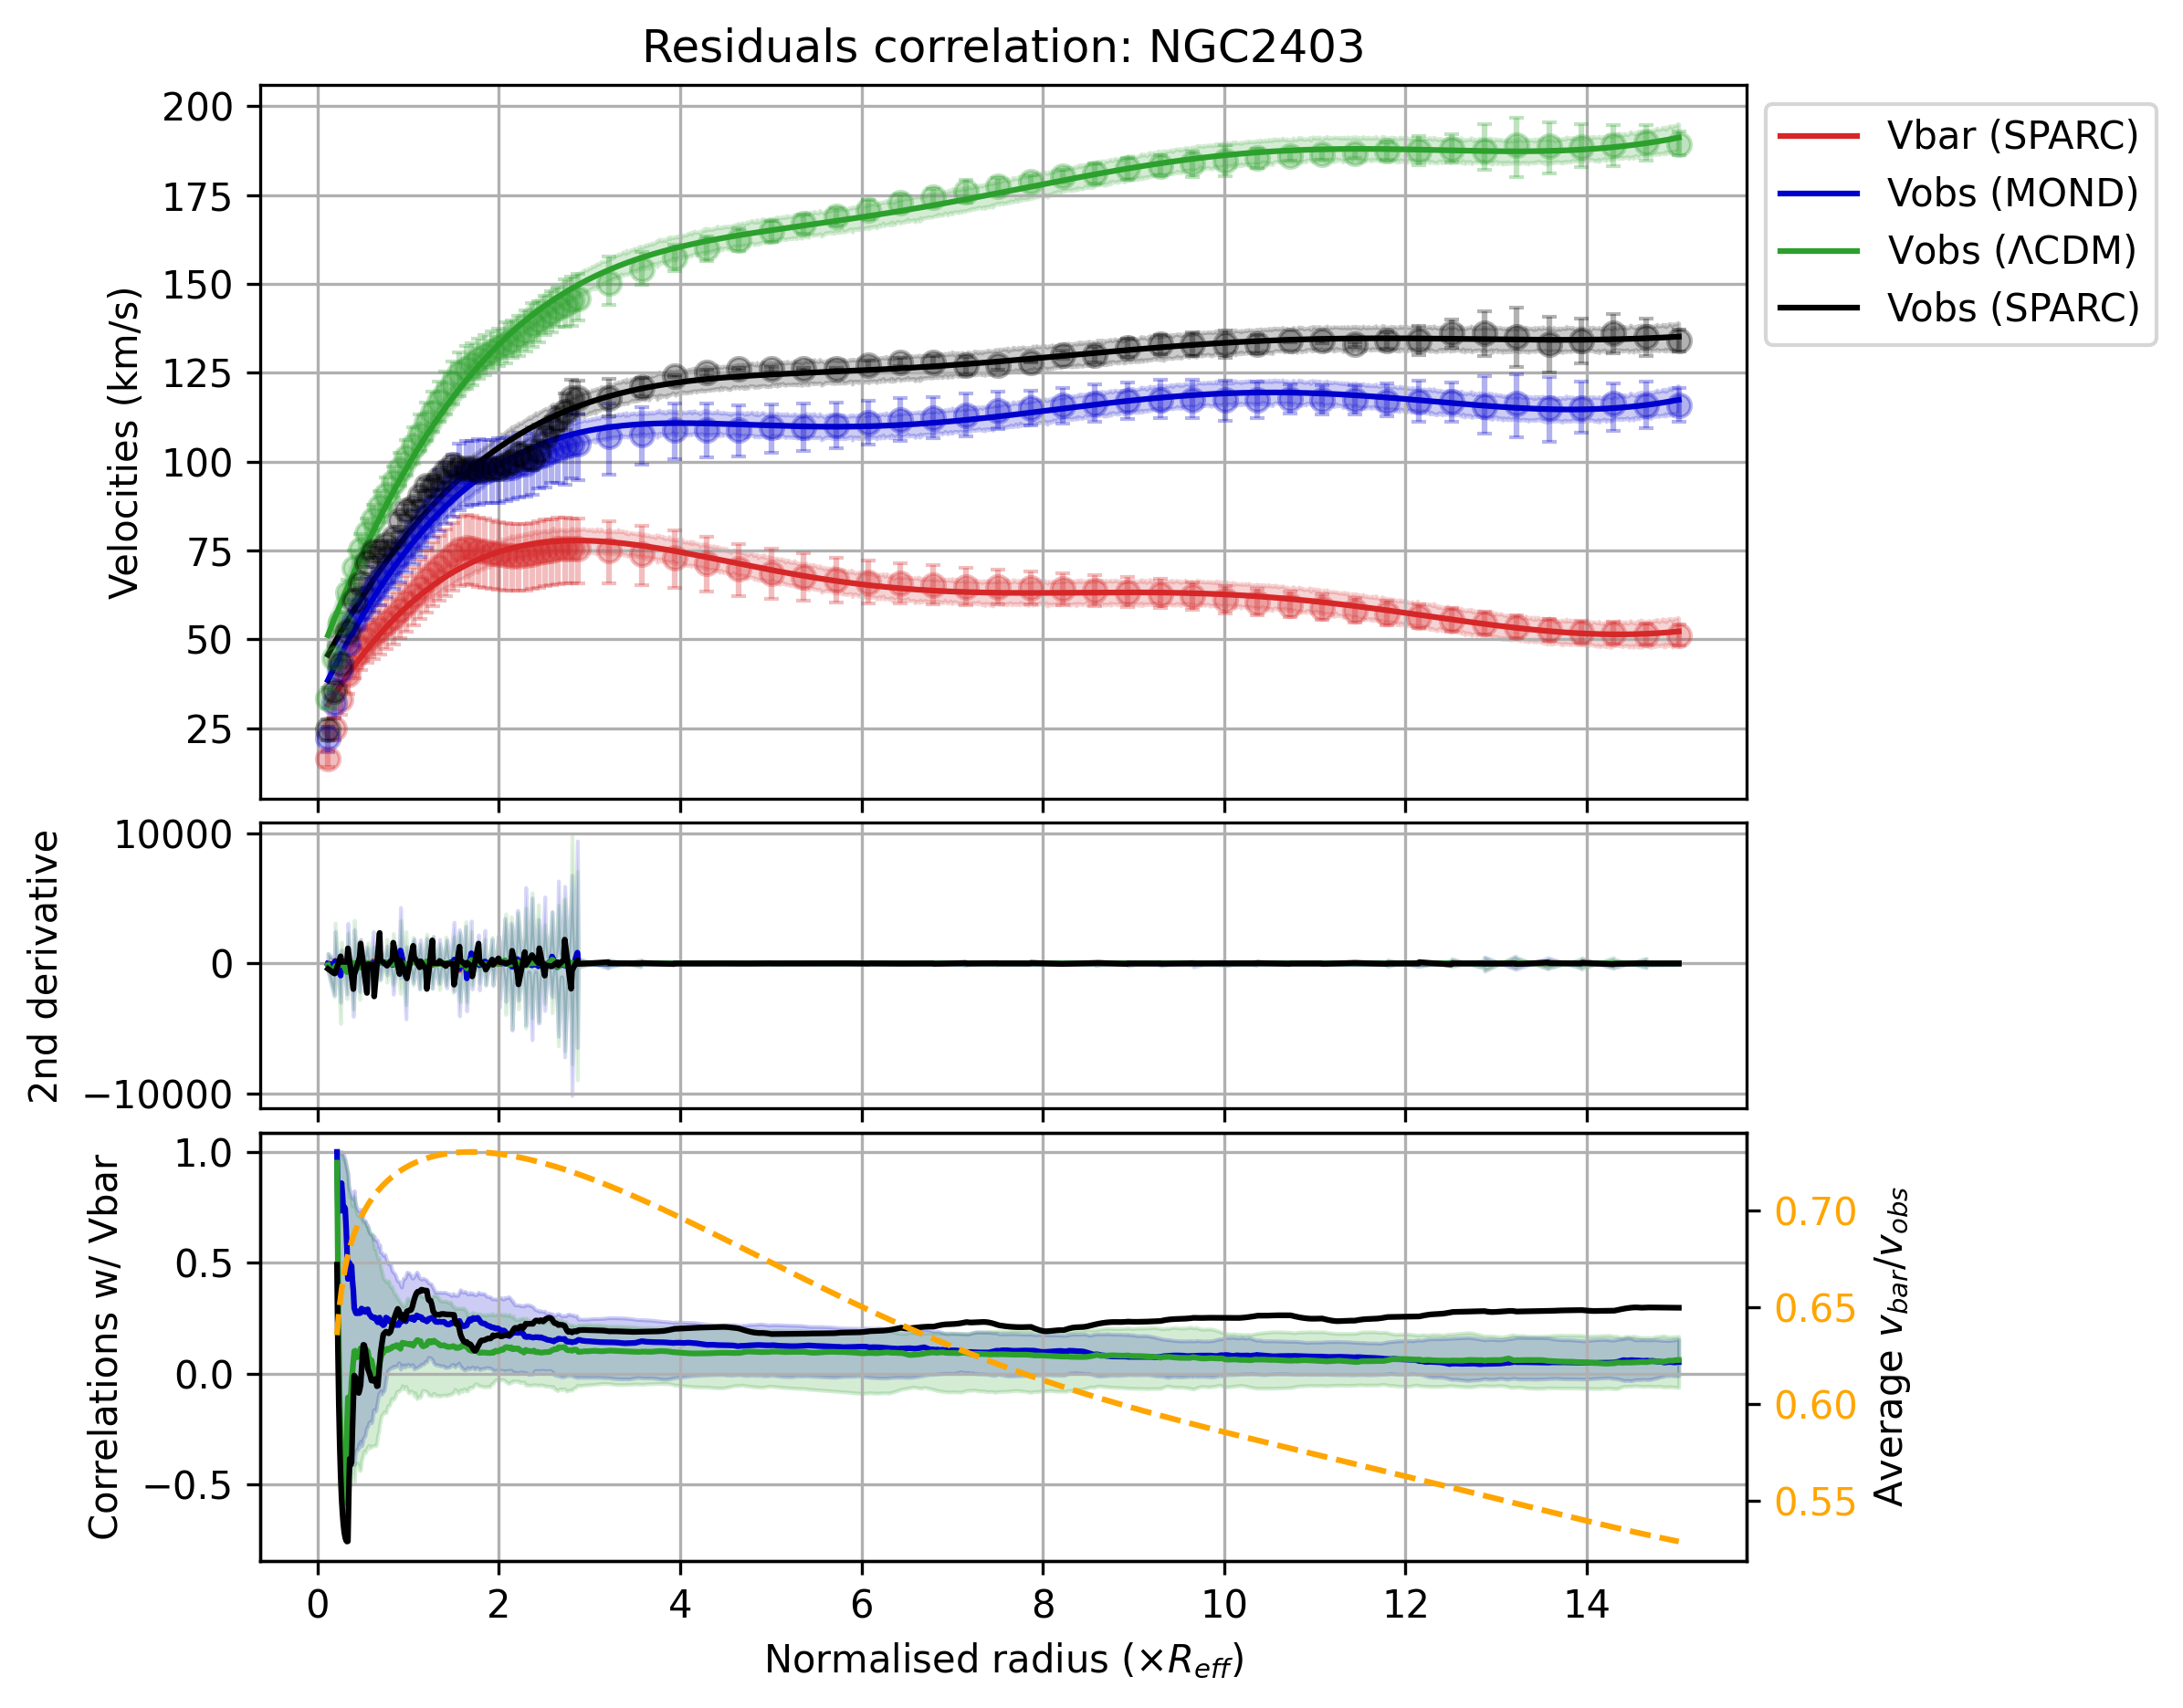 Residuals correlation: NGC2403
200
175
150
125
100
75
50
25
Velocities (km/s)
Vbar (SPARC)
Vobs (MOND)
Vobs (ΛCDM)
Vobs (SPARC)
10000
0
−10000
2nd derivative
1.0
0.5
0.0
−0.5
Correlations w/ Vbar
0.70
0.65
0.60
0.55
Average v_bar/v_obs
0 2 4 6 8 10 12 14
Normalised radius (×R_eff)